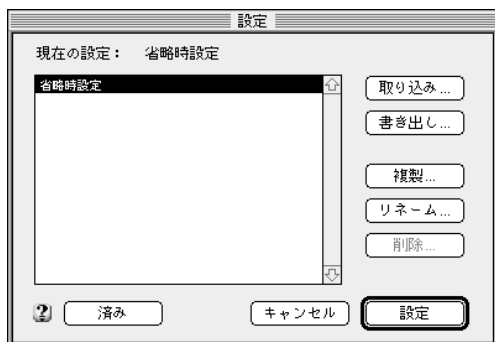 設定
現在の設定： 省略時設定
省略時設定
取り込み...
書き出し...
複製...
リネーム...
削除...
?
済み
キャンセル
設定